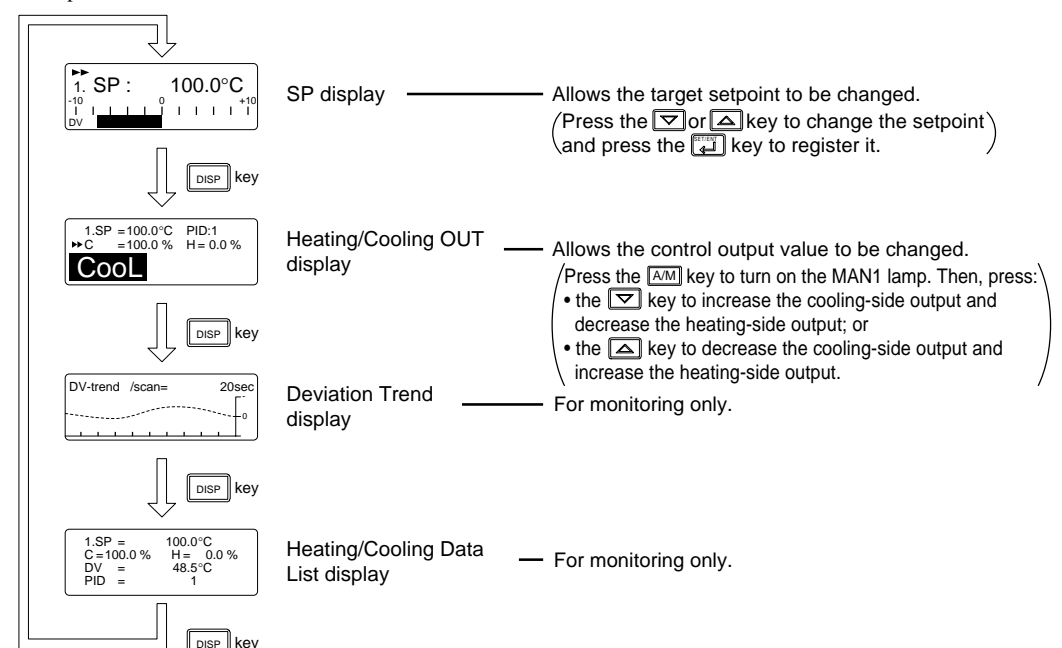 1. SP : 100.0°C
-10 0 +10
DV
SP display
Allows the target setpoint to be changed.
Press the or key to change the setpoint
and press the SET/ENT key to register it.
DISP key
1.SP =100.0°C PID:1
C =100.0 % H= 0.0 %
CooL
Heating/Cooling OUT
display
Allows the control output value to be changed.
Press the A/M key to turn on the MAN1 lamp. Then, press:
• the key to increase the cooling-side output and
decrease the heating-side output; or
• the key to decrease the cooling-side output and
increase the heating-side output.
DISP key
DV-trend /scan= 20sec
0
Deviation Trend
display
For monitoring only.
DISP key
1.SP = 100.0°C
C=100.0 % H= 0.0 %
DV = 48.5°C
PID = 1
Heating/Cooling Data
List display
For monitoring only.
DISP key